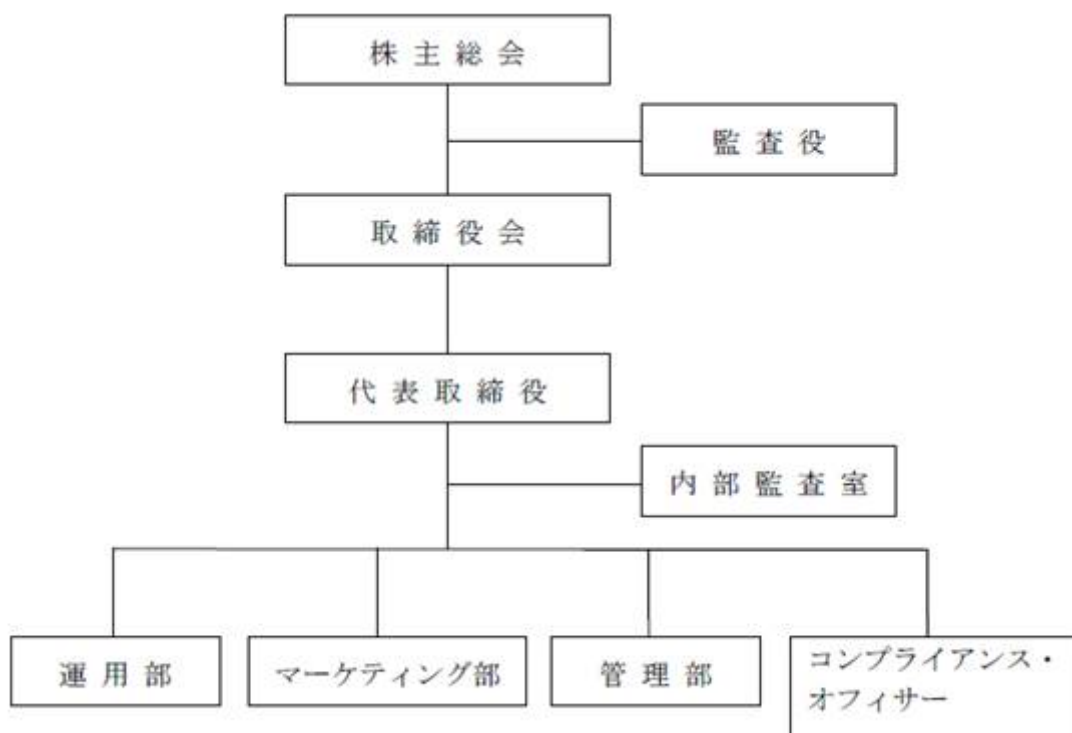 株主総会
監査役
取締役会
代表取締役
内部監査室
運用部
マーケティング部
管理部
コンプライアンス・
オフィサー